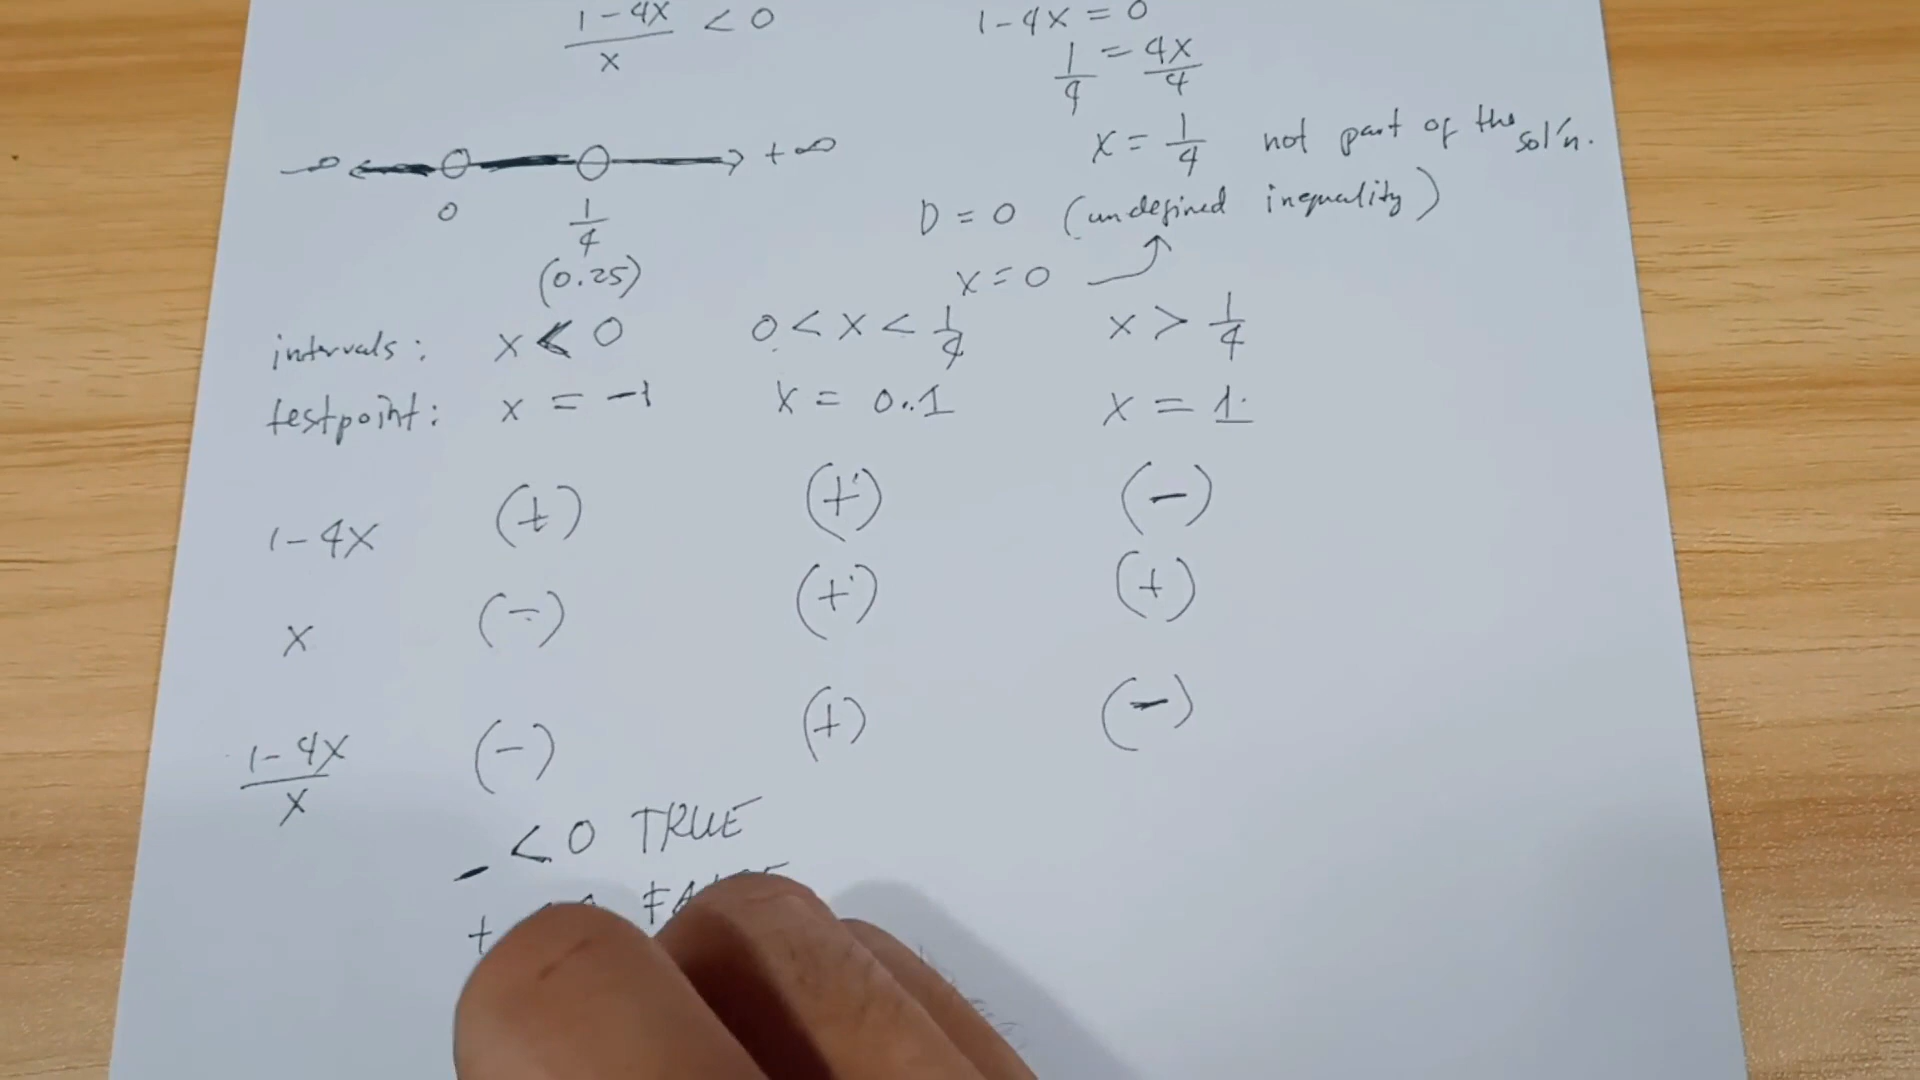 1-4x/x < 0
1-4x = 0
1/4 = 4x/4
x = 1/4 not part of the sol'n.
-∞ +∞
0 1/4
(0.25)
D = 0 (undefined inequality)
x = 0
intervals: x < 0 0 < x < 1/4 x > 1/4
testpoint: x = -1 x = 0.1 x = 1
1-4x (+) (+) (-)
x (-) (+) (+)
1-4x/x (-) (+) (-)
- < 0 TRUE
+